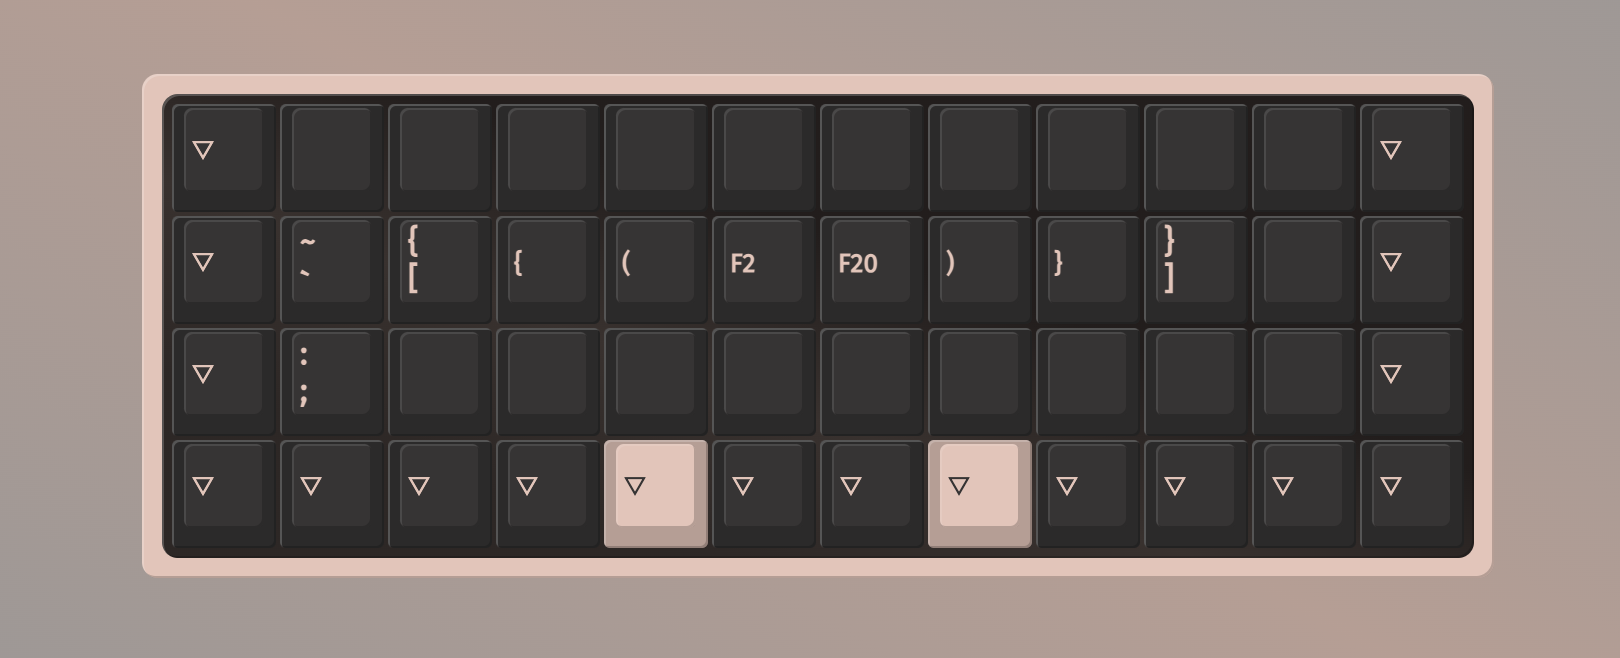 ▽ ▽
▽ ~ ` { [ { ( F2 F20 ) } } ] ▽
▽ : ; ▽
▽ ▽ ▽ ▽ ▽ ▽ ▽ ▽ ▽ ▽ ▽ ▽